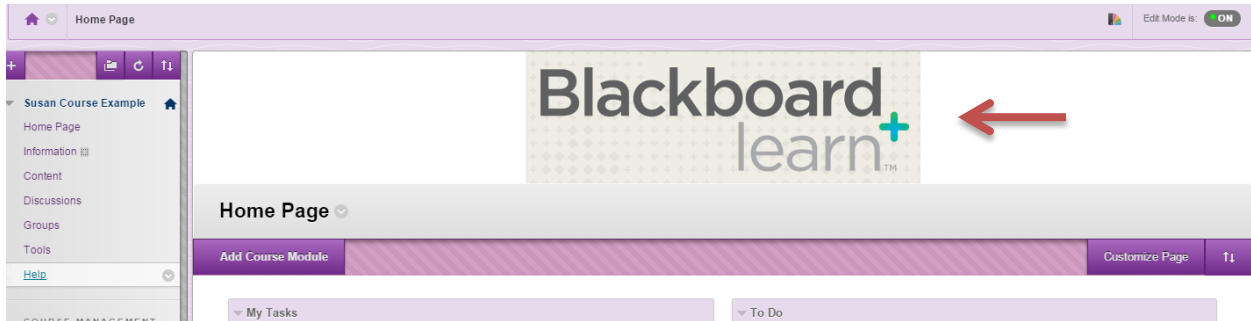 Home Page
Edit Mode is: ON
Susan Course Example
Home Page
Information
Content
Discussions
Groups
Tools
Help
COURSE MANAGEMENT
Blackboard
learn+™
Home Page
Add Course Module
Customize Page
My Tasks
To Do